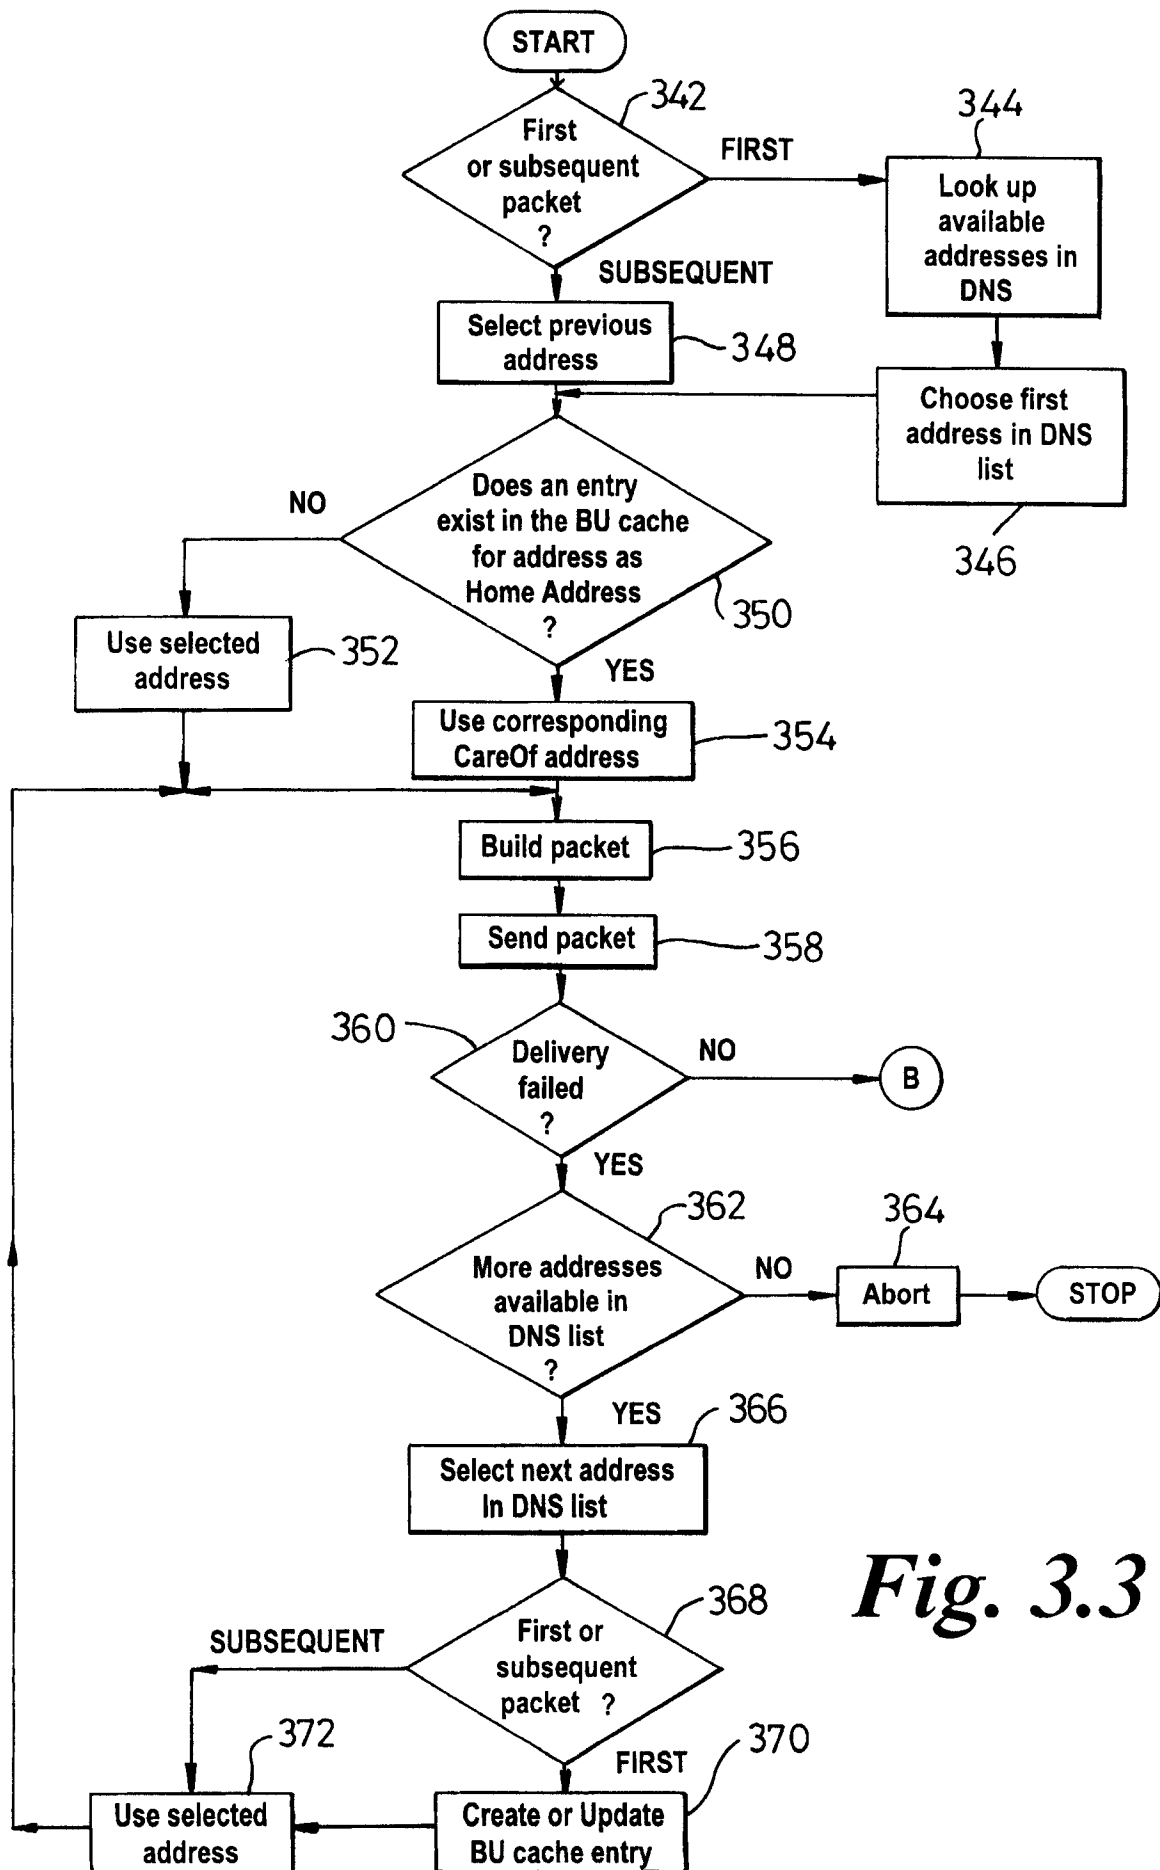 START
342
First
or subsequent
packet
?
FIRST
344
Look up
available
addresses in
DNS
SUBSEQUENT
Select previous
address
348
Choose first
address in DNS
list
346
Does an entry
exist in the BU cache
for address as
Home Address
?
350
NO
Use selected
address
352
YES
Use corresponding
CareOf address
354
Build packet
356
Send packet
358
360
Delivery
failed
?
NO
B
YES
362
More addresses
available in
DNS list
?
NO
364
Abort
STOP
YES
366
Select next address
In DNS list
Fig. 3.3
368
First or
subsequent
packet ?
SUBSEQUENT
372
Use selected
address
FIRST
370
Create or Update
BU cache entry